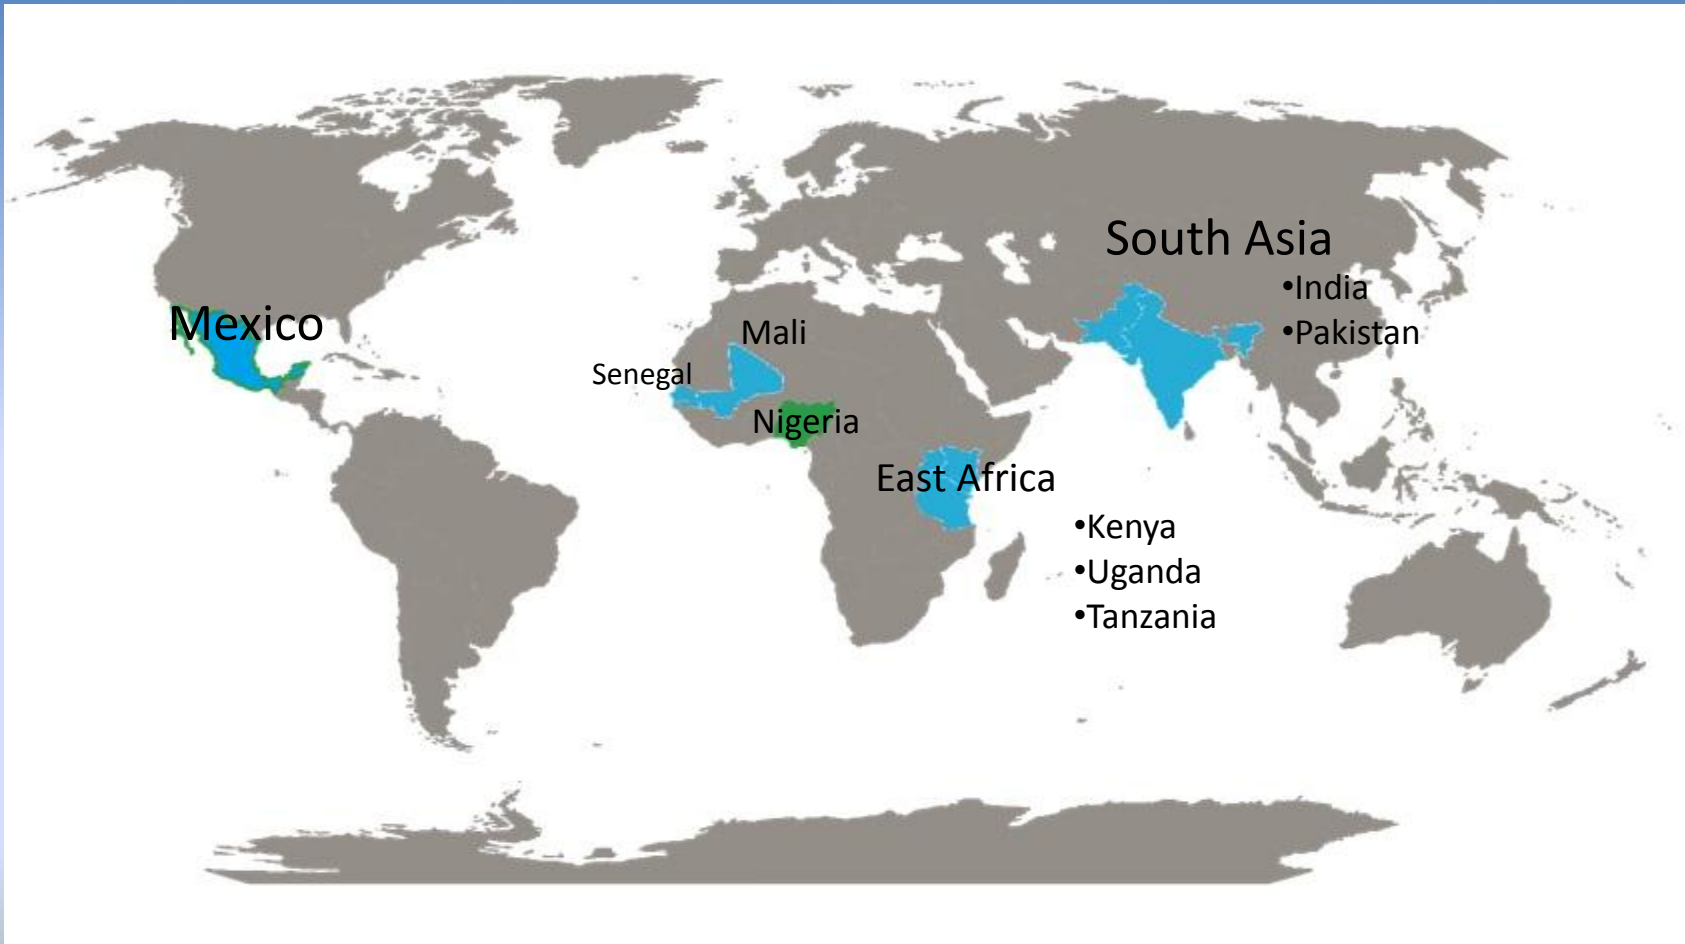 South Asia
•India
•Pakistan
Mexico
Mali
Senegal
Nigeria
East Africa
•Kenya
•Uganda
•Tanzania